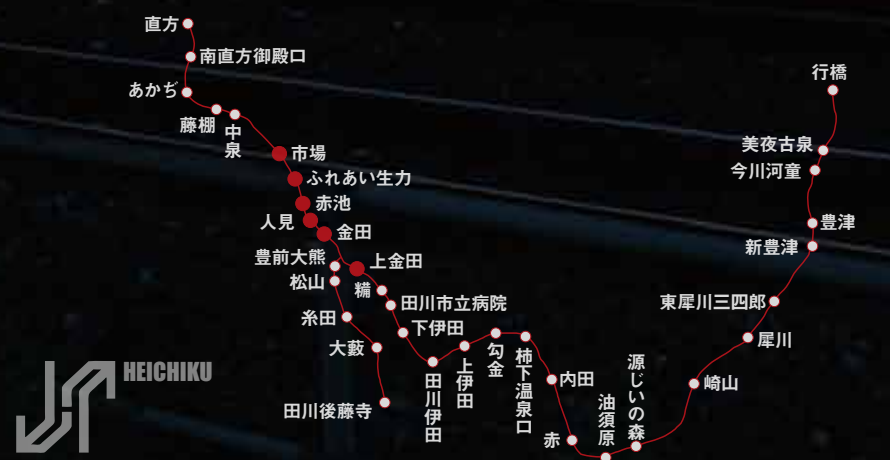 直方
南直方御殿口
あかぢ
藤棚
中泉
市場
ふれあい生力
赤池
人見
金田
上金田
豊前大熊
松山
糸田
大藪
田川後藤寺
糒
田川市立病院
下伊田
田川伊田
上伊田
勾金
柿下温泉口
内田
赤
油須原
源じいの森
崎山
犀川
東犀川三四郎
新豊津
豊津
今川河童
美夜古泉
行橋
HEICHIKU